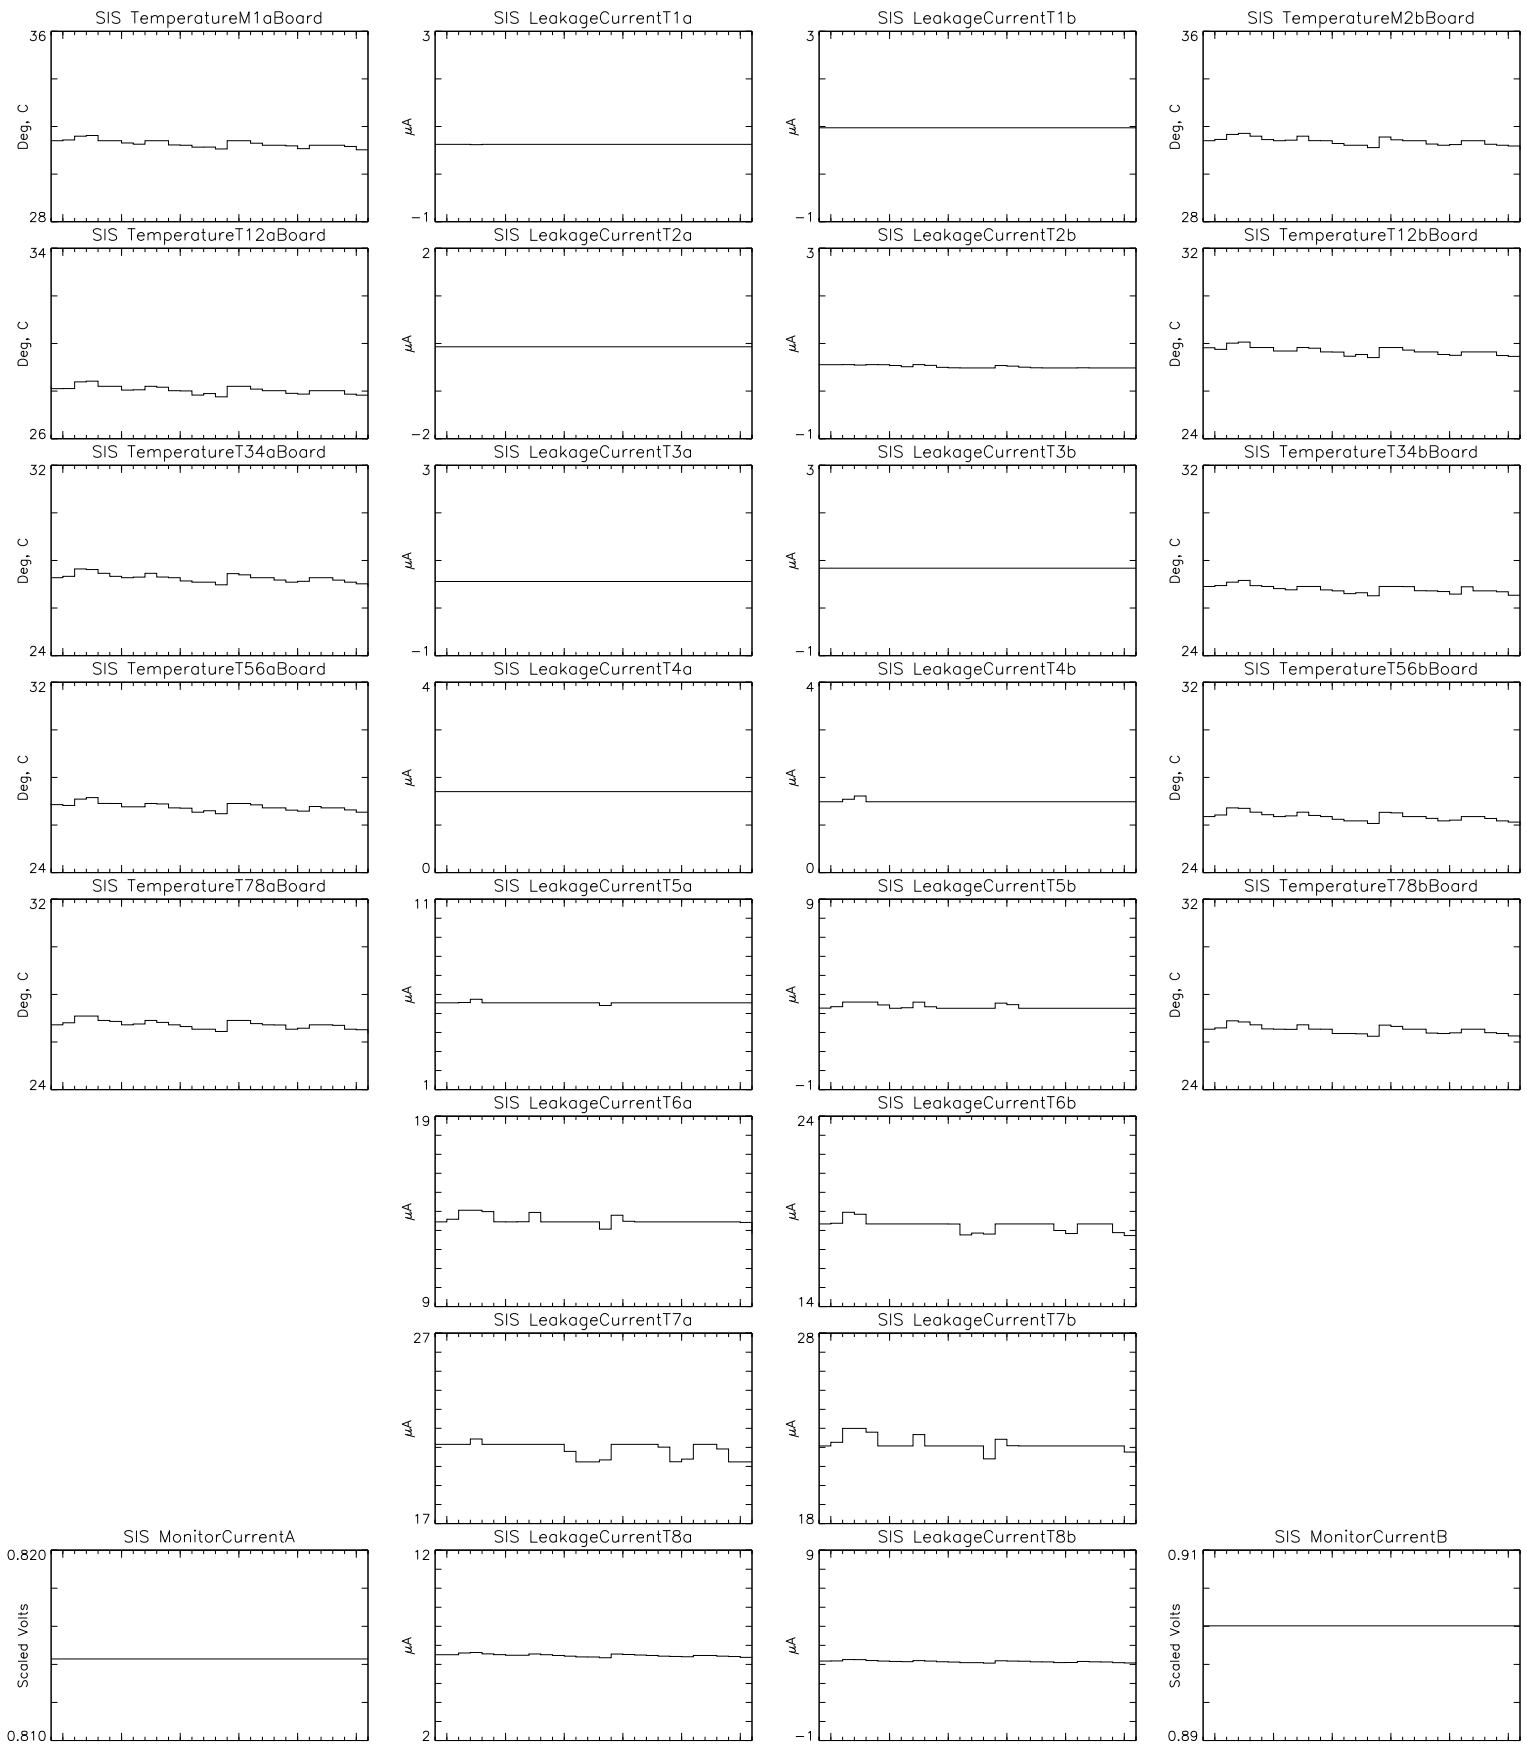 SIS TemperatureM1aBoard
36
Deg, C
28
SIS LeakageCurrentT1a
3
μA
−1
SIS LeakageCurrentT1b
3
μA
−1
SIS TemperatureM2bBoard
36
Deg, C
28
SIS TemperatureT12aBoard
34
Deg, C
26
SIS LeakageCurrentT2a
2
μA
−2
SIS LeakageCurrentT2b
3
μA
−1
SIS TemperatureT12bBoard
32
Deg, C
24
SIS TemperatureT34aBoard
32
Deg, C
24
SIS LeakageCurrentT3a
3
μA
−1
SIS LeakageCurrentT3b
3
μA
−1
SIS TemperatureT34bBoard
32
Deg, C
24
SIS TemperatureT56aBoard
32
Deg, C
24
SIS LeakageCurrentT4a
4
μA
0
SIS LeakageCurrentT4b
4
μA
0
SIS TemperatureT56bBoard
32
Deg, C
24
SIS TemperatureT78aBoard
32
Deg, C
24
SIS LeakageCurrentT5a
11
μA
1
SIS LeakageCurrentT5b
9
μA
−1
SIS TemperatureT78bBoard
32
Deg, C
24
SIS LeakageCurrentT6a
19
μA
9
SIS LeakageCurrentT6b
24
μA
14
SIS LeakageCurrentT7a
27
μA
17
SIS LeakageCurrentT7b
28
μA
18
SIS MonitorCurrentA
0.820
Scaled Volts
0.810
SIS LeakageCurrentT8a
12
μA
2
SIS LeakageCurrentT8b
9
μA
−1
SIS MonitorCurrentB
0.91
Scaled Volts
0.89